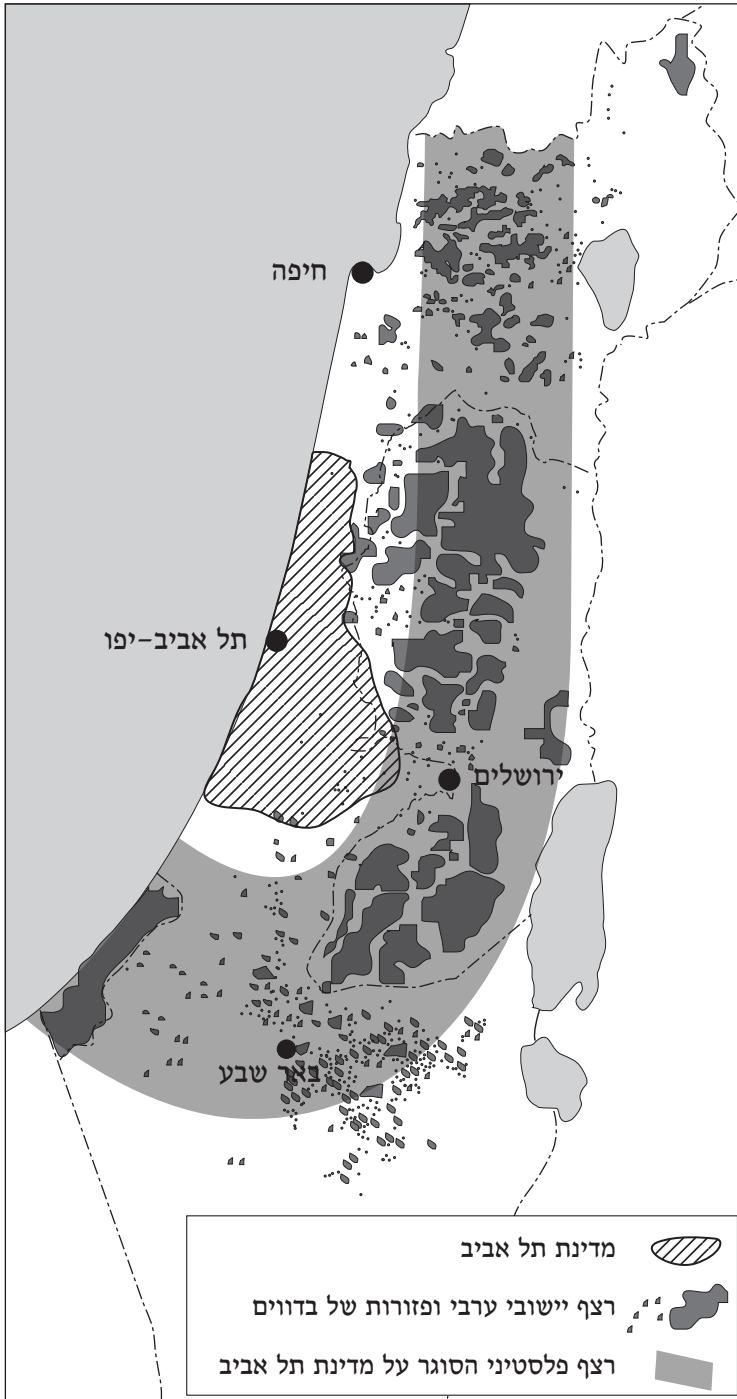 חיפה
תל אביב-יפו
ירושלים
באר שבע
מדינת תל אביב
רצף יישובי ערבי ופזורות של בדווים
רצף פלסטיני הסוגר על מדינת תל אביב